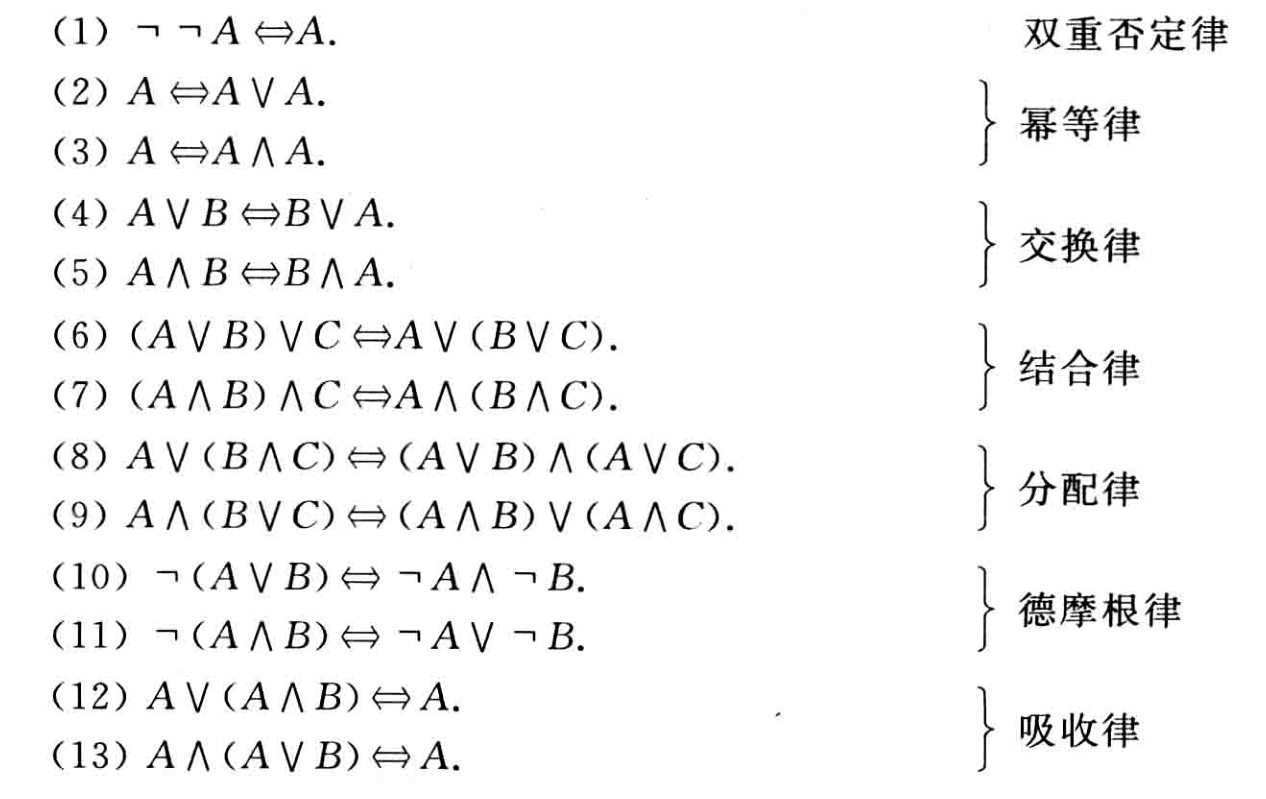 (1) ¬ ¬ A ⇔ A. 双重否定律
(2) A ⇔ A ∨ A.
幂等律
(3) A ⇔ A ∧ A.
(4) A ∨ B ⇔ B ∨ A.
交换律
(5) A ∧ B ⇔ B ∧ A.
(6) (A ∨ B) ∨ C ⇔ A ∨ (B ∨ C).
结合律
(7) (A ∧ B) ∧ C ⇔ A ∧ (B ∧ C).
(8) A ∨ (B ∧ C) ⇔ (A ∨ B) ∧ (A ∨ C).
分配律
(9) A ∧ (B ∨ C) ⇔ (A ∧ B) ∨ (A ∧ C).
(10) ¬ (A ∨ B) ⇔ ¬ A ∧ ¬ B.
德摩根律
(11) ¬ (A ∧ B) ⇔ ¬ A ∨ ¬ B.
(12) A ∨ (A ∧ B) ⇔ A.
吸收律
(13) A ∧ (A ∨ B) ⇔ A.